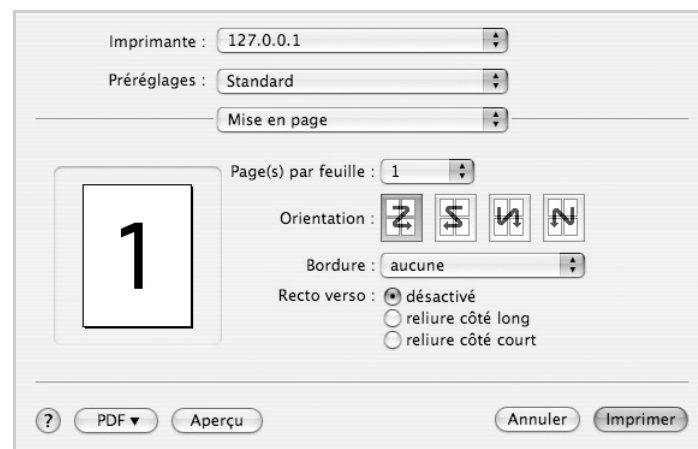 Imprimante : 127.0.0.1
Préréglages : Standard
Mise en page
Page(s) par feuille : 1
1
Orientation :
Bordure : aucune
Recto verso : désactivé
reliure côté long
reliure côté court
? PDF ▼ Aperçu Annuler Imprimer